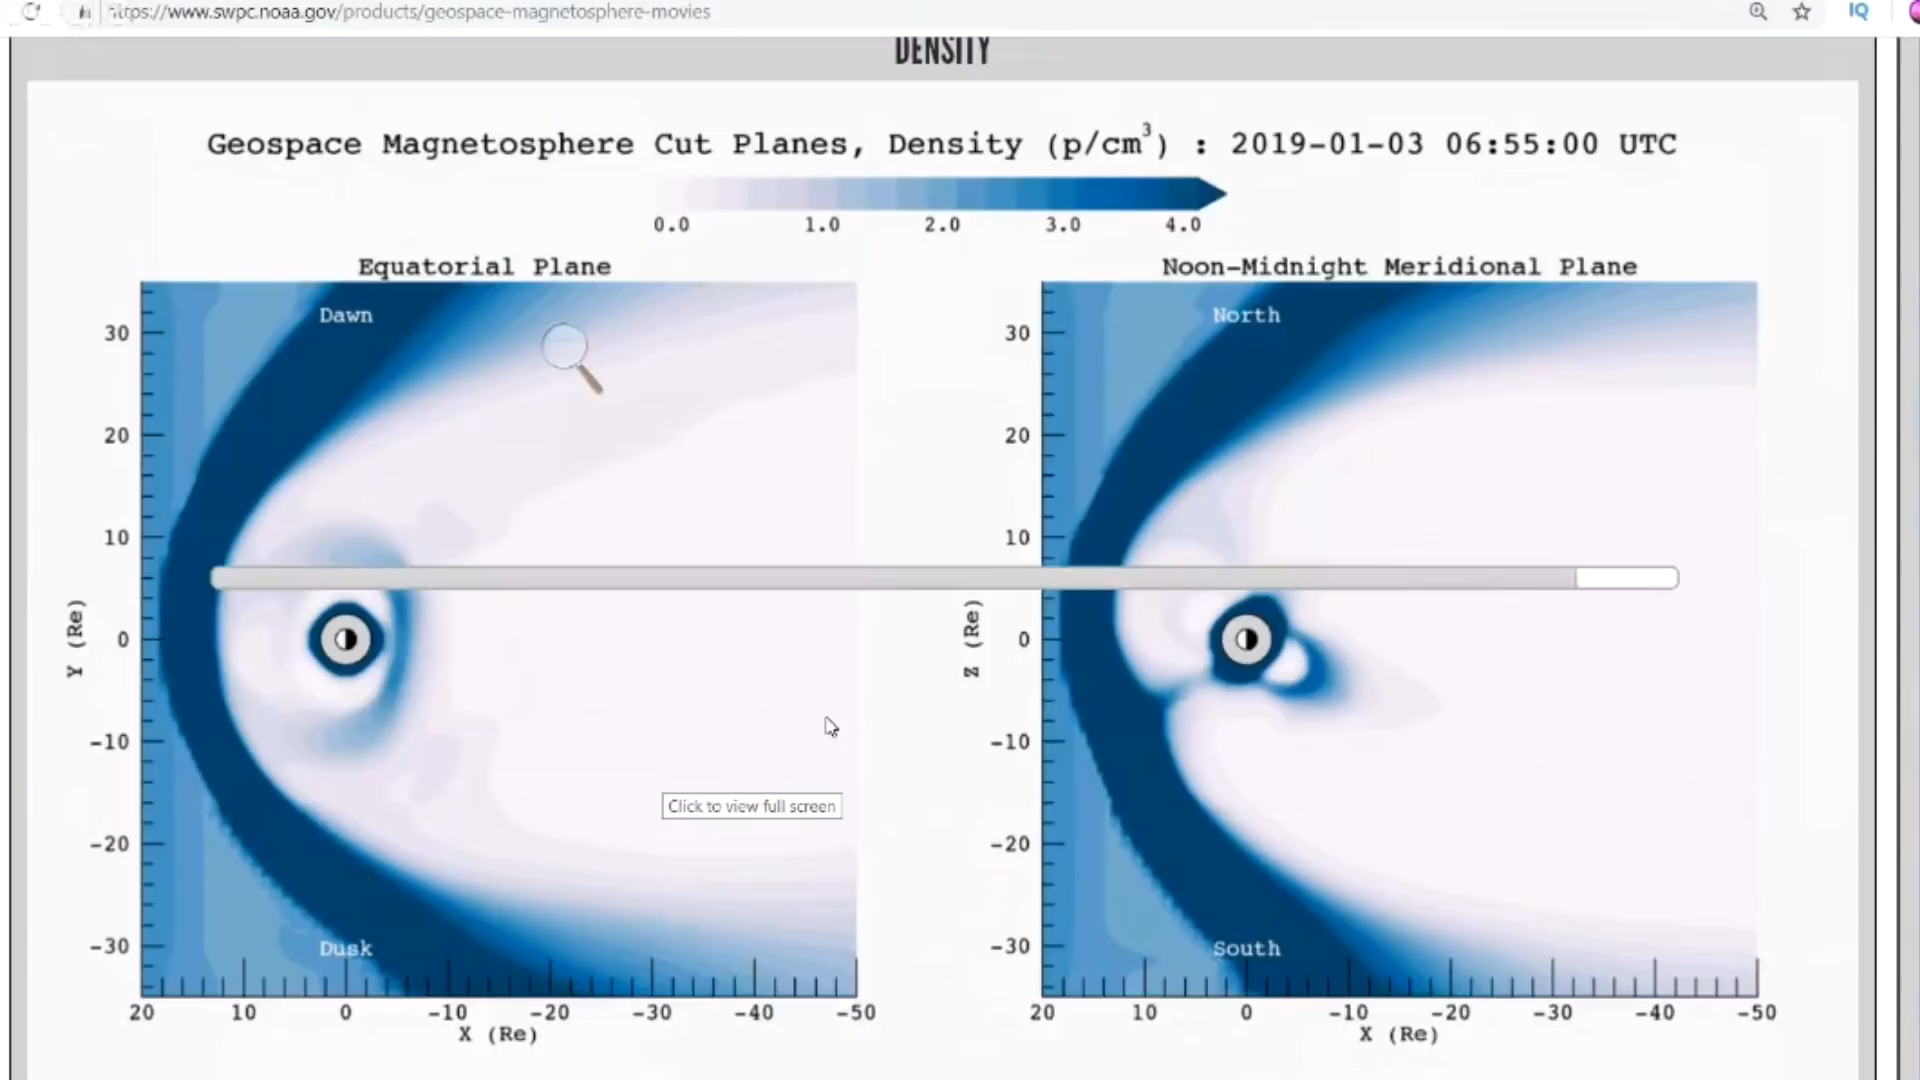 https://www.swpc.noaa.gov/products/geospace-magnetosphere-movies
IQ
DENSITY
Geospace Magnetosphere Cut Planes, Density (p/cm³) : 2019-01-03 06:55:00 UTC
0.0 1.0 2.0 3.0 4.0
Equatorial Plane
Dawn
30
20
10
0
-10
-20
-30
Y (Re)
Dusk
20 10 0 -10 -20 -30 -40 -50
X (Re)
Click to view full screen
Noon-Midnight Meridional Plane
North
30
20
10
0
-10
-20
-30
Z (Re)
South
20 10 0 -10 -20 -30 -40 -50
X (Re)